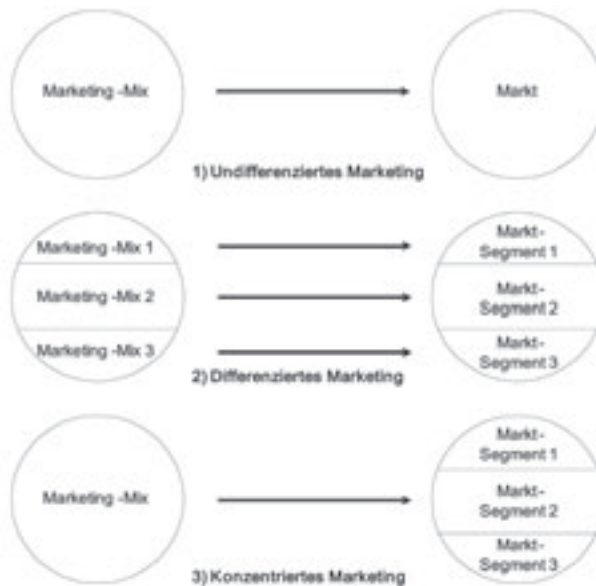 Marketing -Mix
Markt
1) Undifferenziertes Marketing
Marketing -Mix 1
Markt-
Segment 1
Marketing -Mix 2
Markt-
Segment 2
Marketing -Mix 3
Markt-
Segment 3
2) Differenziertes Marketing
Marketing -Mix
Markt-
Segment 1
Markt-
Segment 2
Markt-
Segment 3
3) Konzentriertes Marketing